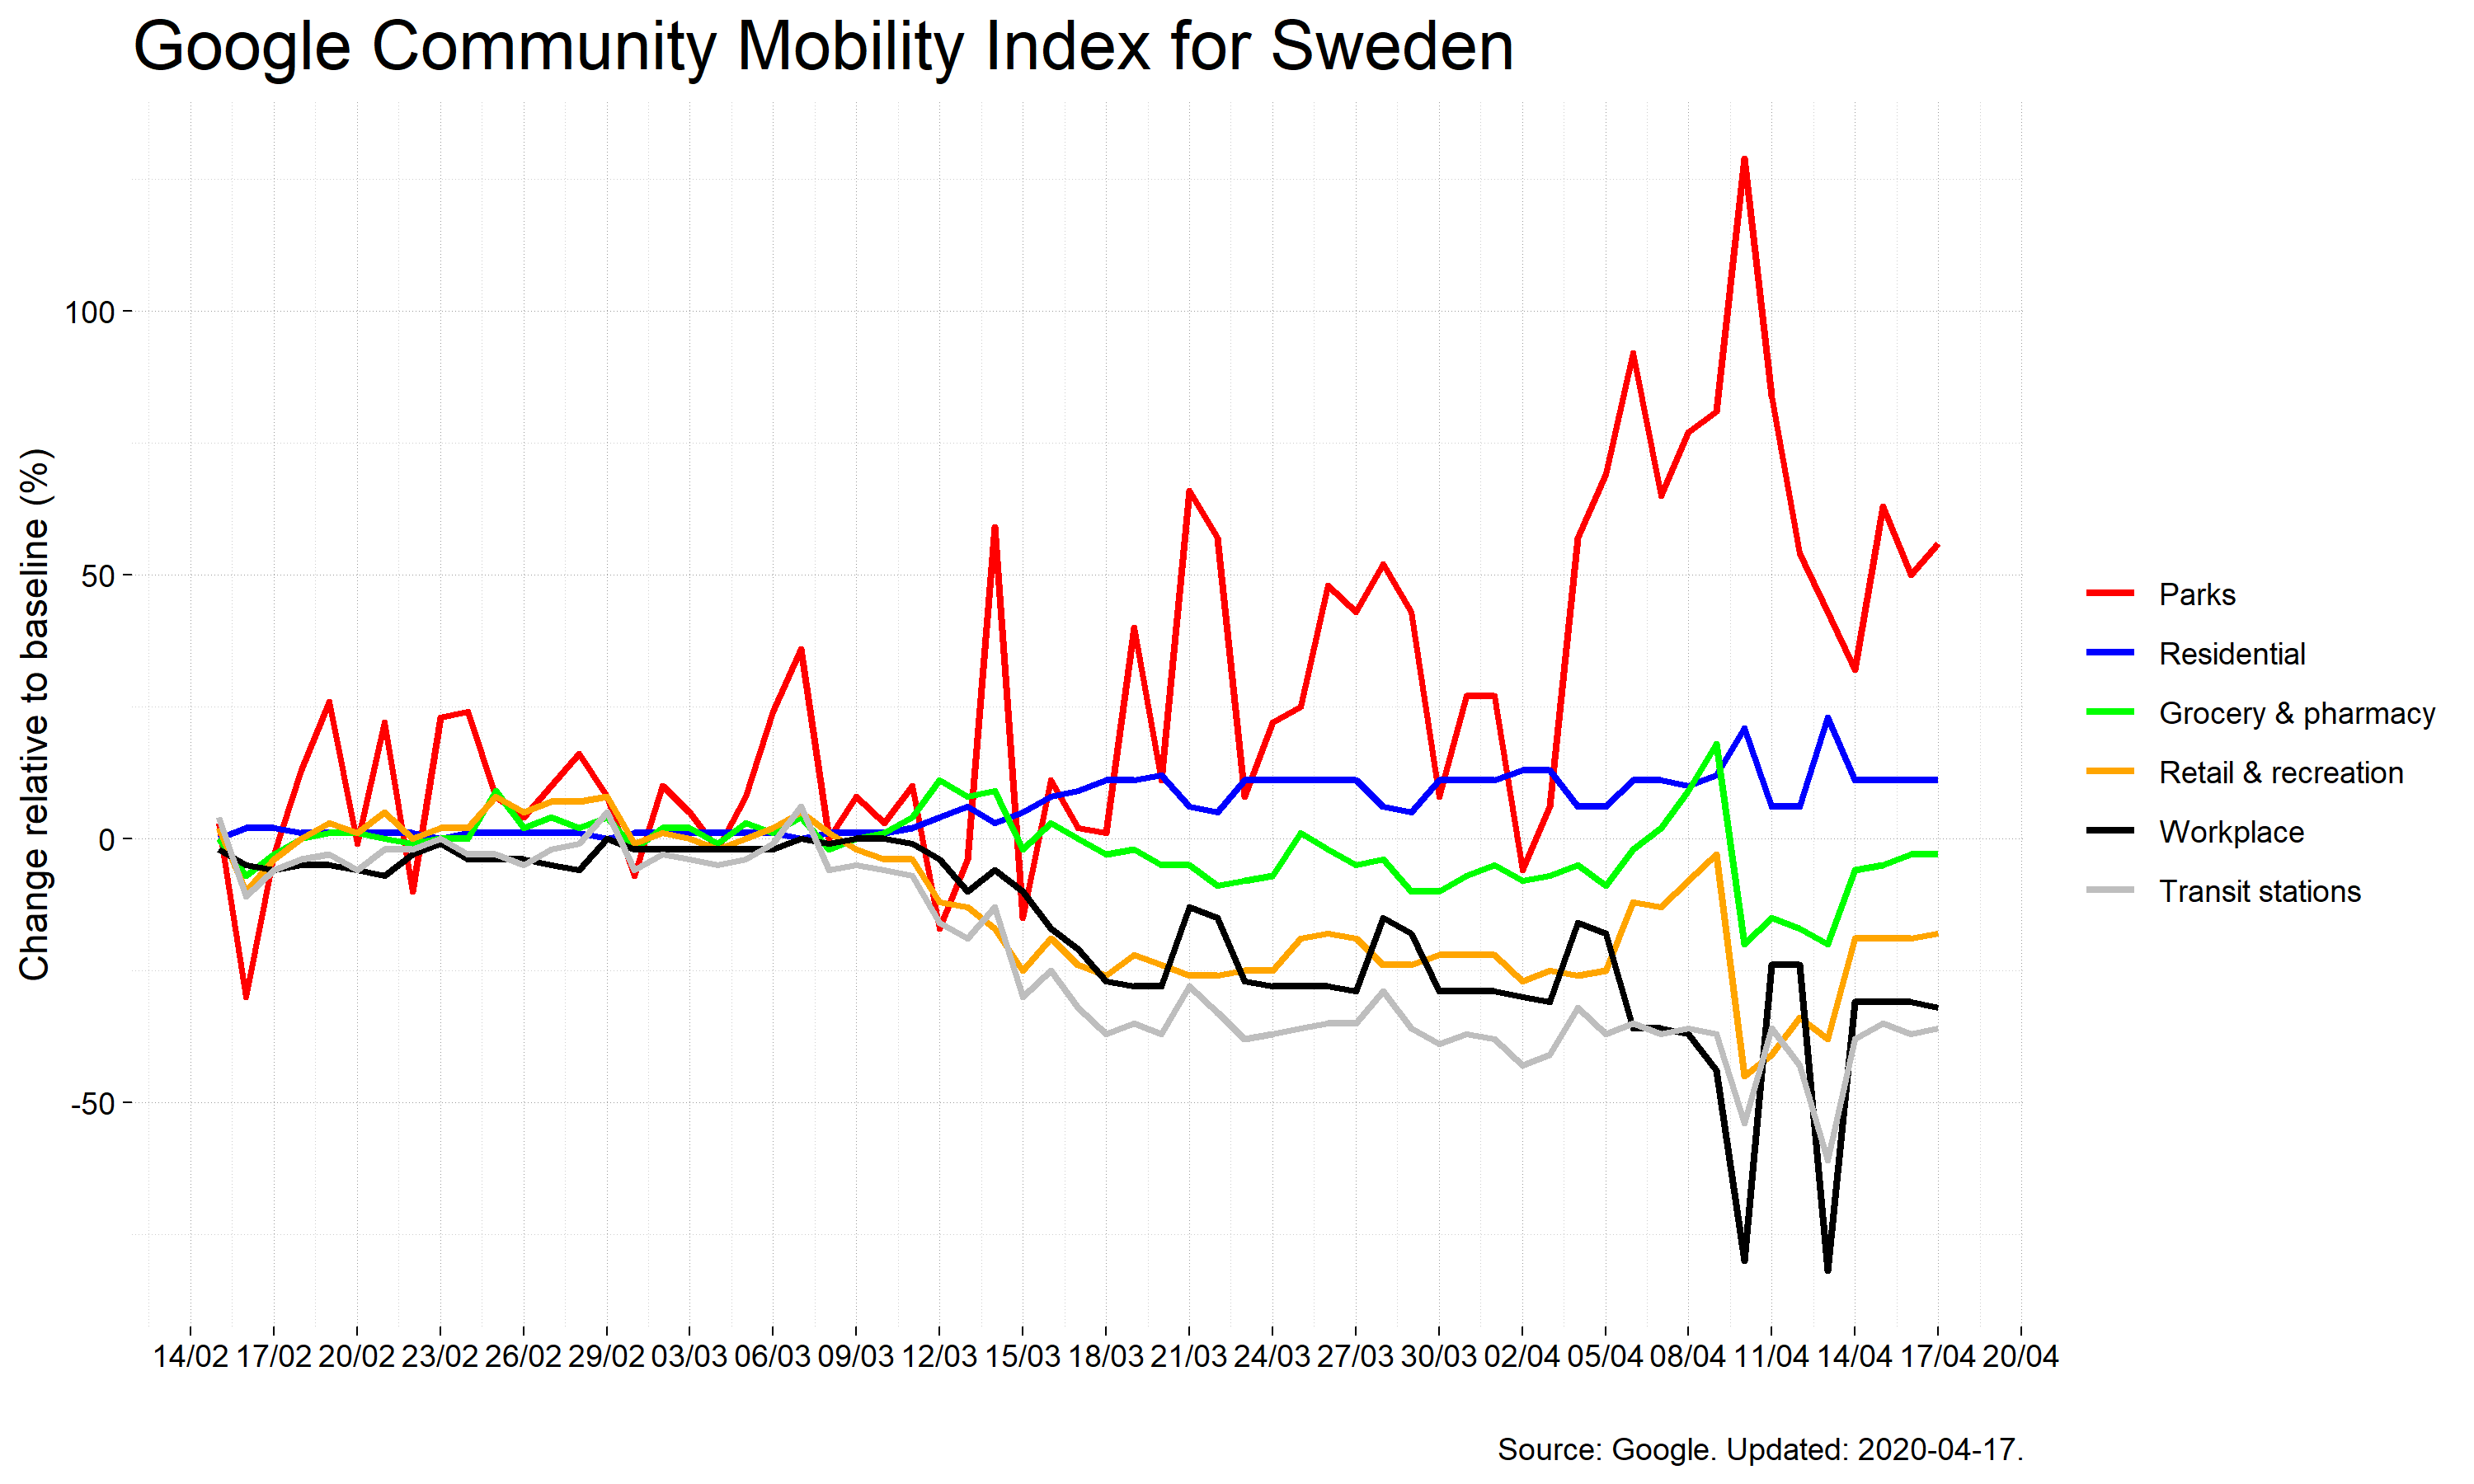 Google Community Mobility Index for Sweden
Change relative to baseline (%)
100
50
0
-50
Parks
Residential
Grocery & pharmacy
Retail & recreation
Workplace
Transit stations
14/02 17/02 20/02 23/02 26/02 29/02 03/03 06/03 09/03 12/03 15/03 18/03 21/03 24/03 27/03 30/03 02/04 05/04 08/04 11/04 14/04 17/04 20/04
Source: Google. Updated: 2020-04-17.